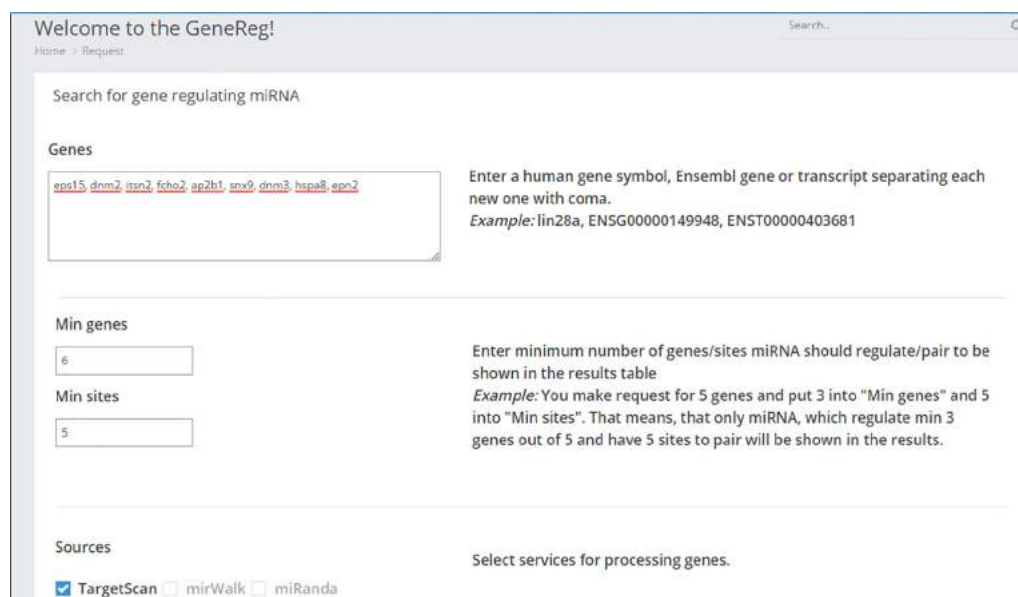 Welcome to the GeneReg!
Search..
Home > Request
Search for gene regulating miRNA
Genes
eps15, dnm2, itsn2, fcho2, ap2b1, snx9, dnm3, hspa8, epn2
Enter a human gene symbol, Ensembl gene or transcript separating each
new one with coma.
Example: lin28a, ENSG00000149948, ENST00000403681
Min genes
6
Min sites
5
Enter minimum number of genes/sites miRNA should regulate/pair to be
shown in the results table
Example: You make request for 5 genes and put 3 into "Min genes" and 5
into "Min sites". That means, that only miRNA, which regulate min 3
genes out of 5 and have 5 sites to pair will be shown in the results.
Sources
Select services for processing genes.
TargetScan mirWalk miRanda